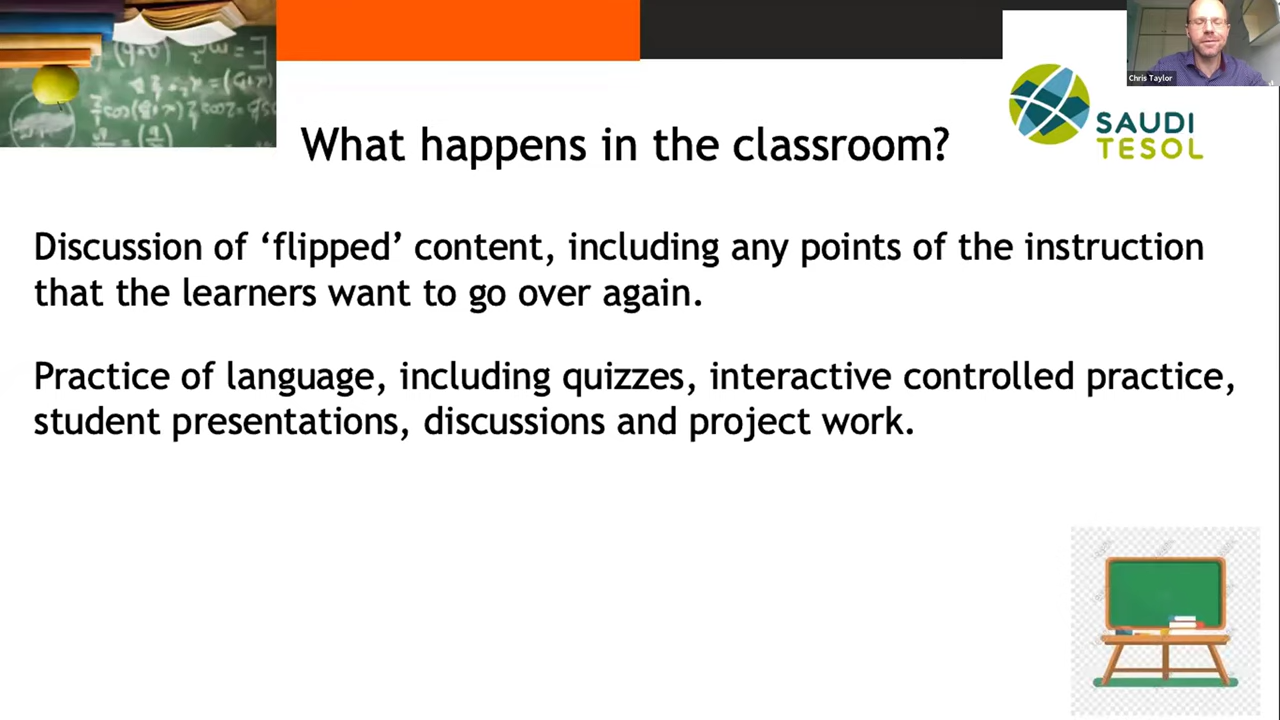 Chris Taylor
SAUDI
TESOL
What happens in the classroom?
Discussion of ‘flipped’ content, including any points of the instruction
that the learners want to go over again.
Practice of language, including quizzes, interactive controlled practice,
student presentations, discussions and project work.